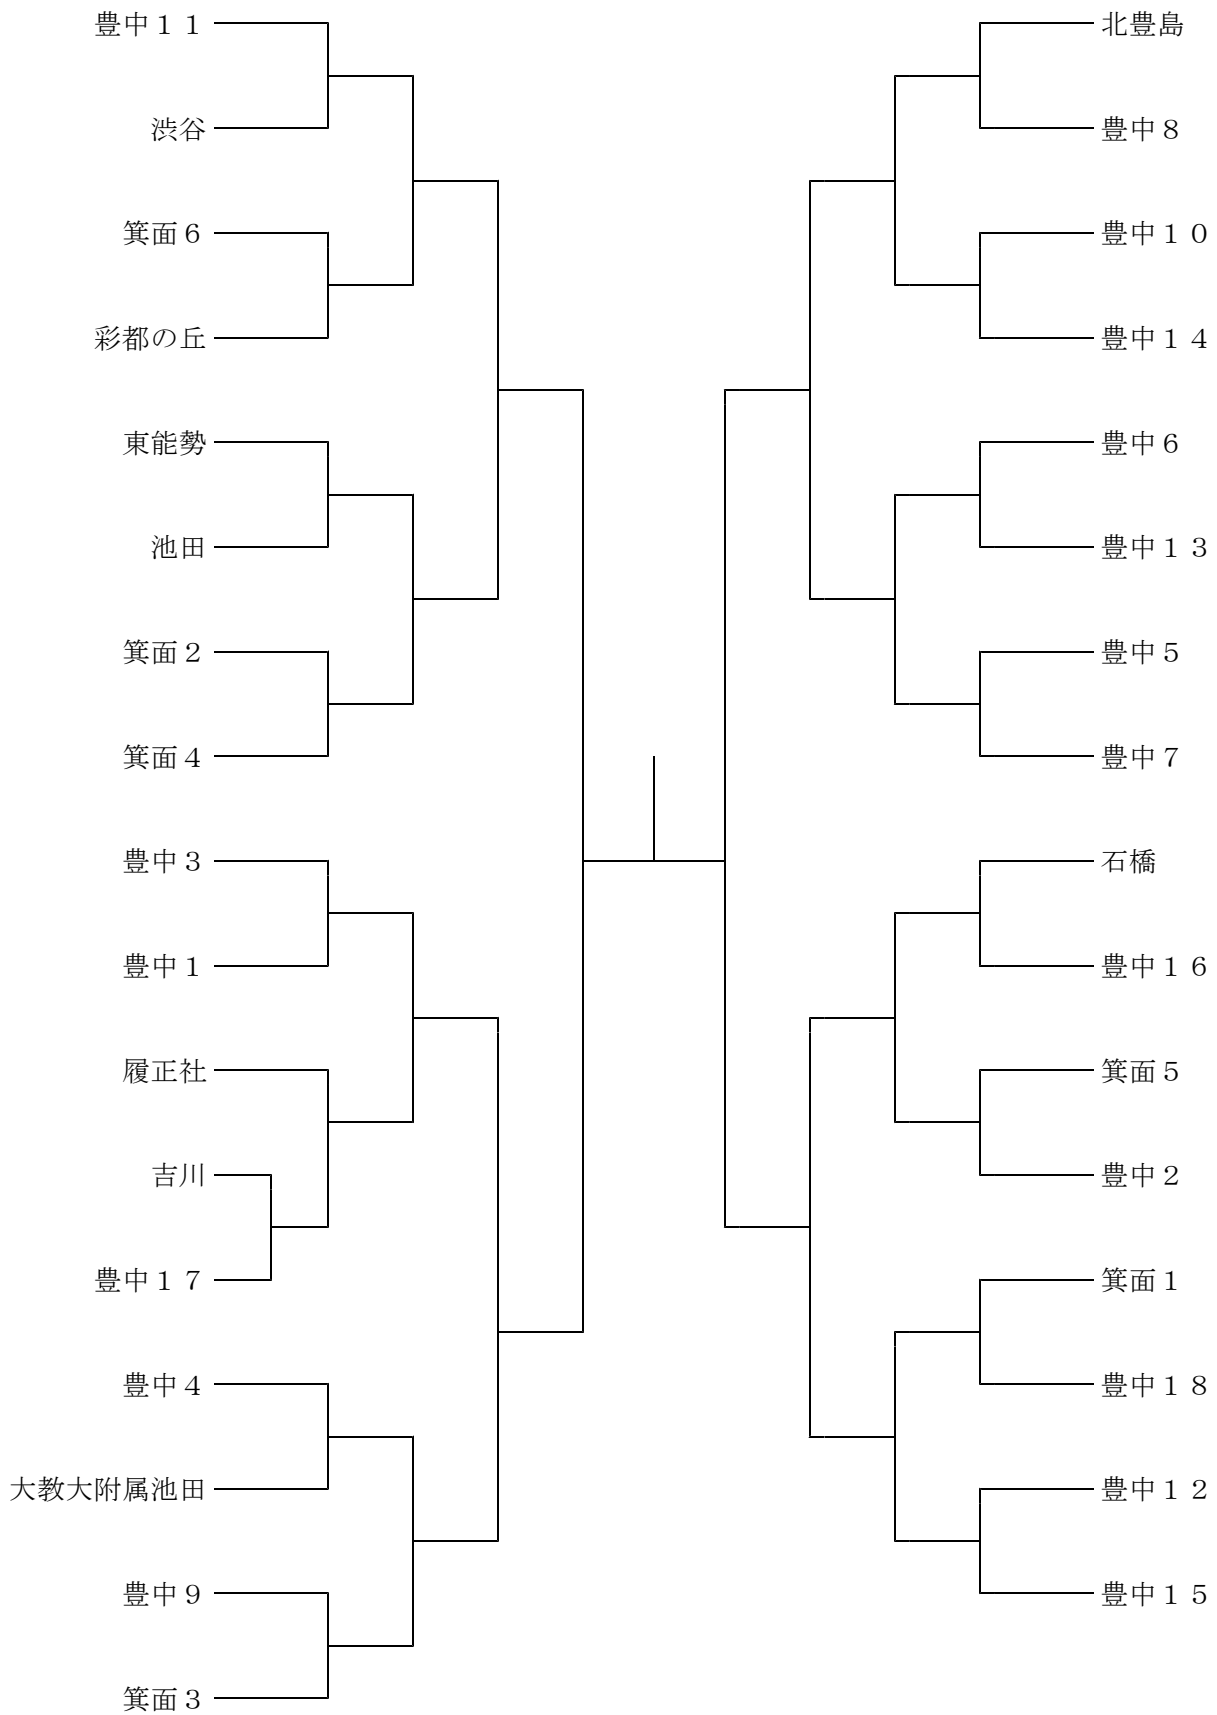 豊中１１
渋谷
箕面６
彩都の丘
東能勢
池田
箕面２
箕面４
豊中３
豊中１
履正社
吉川
豊中１７
豊中４
大教大附属池田
豊中９
箕面３
北豊島
豊中８
豊中１０
豊中１４
豊中６
豊中１３
豊中５
豊中７
石橋
豊中１６
箕面５
豊中２
箕面１
豊中１８
豊中１２
豊中１５